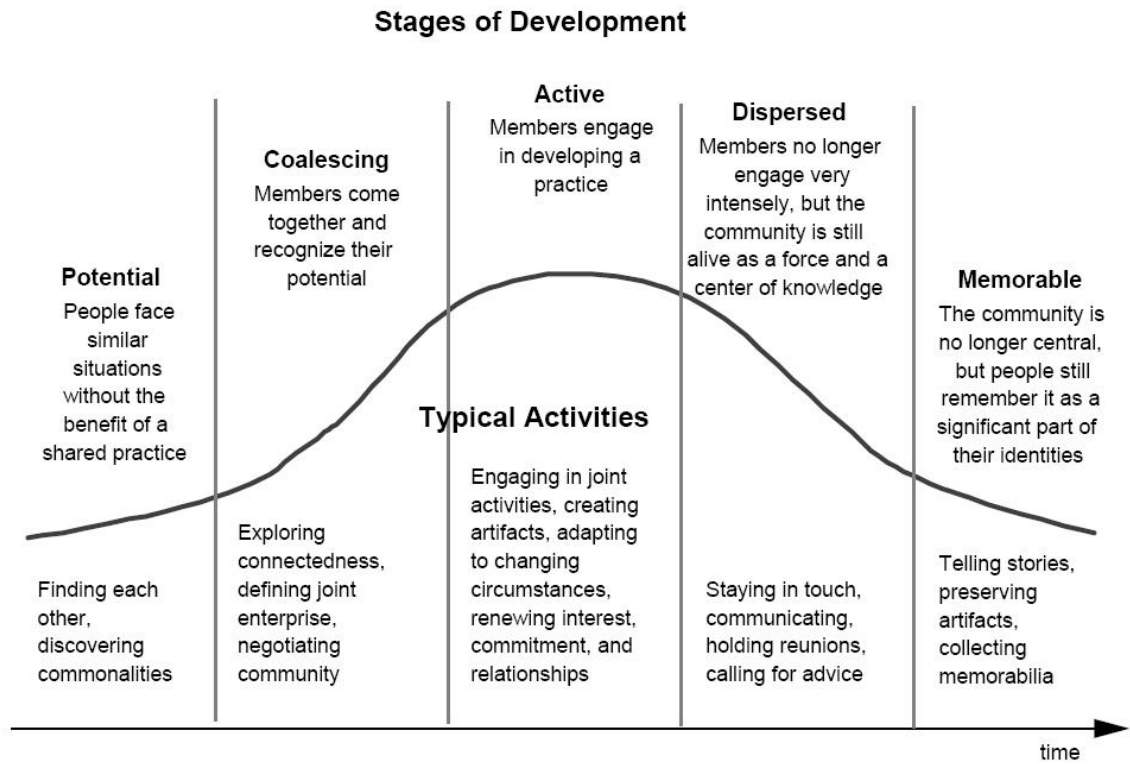 Stages of Development
Potential
People face
similar
situations
without the
benefit of a
shared practice
Coalescing
Members come
together and
recognize their
potential
Active
Members engage
in developing a
practice
Dispersed
Members no longer
engage very
intensely, but the
community is still
alive as a force and a
center of knowledge
Memorable
The community is
no longer central,
but people still
remember it as a
significant part of
their identities
Typical Activities
Finding each
other,
discovering
commonalities
Exploring
connectedness,
defining joint
enterprise,
negotiating
community
Engaging in joint
activities, creating
artifacts, adapting
to changing
circumstances,
renewing interest,
commitment, and
relationships
Staying in touch,
communicating,
holding reunions,
calling for advice
Telling stories,
preserving
artifacts,
collecting
memorabilia
time